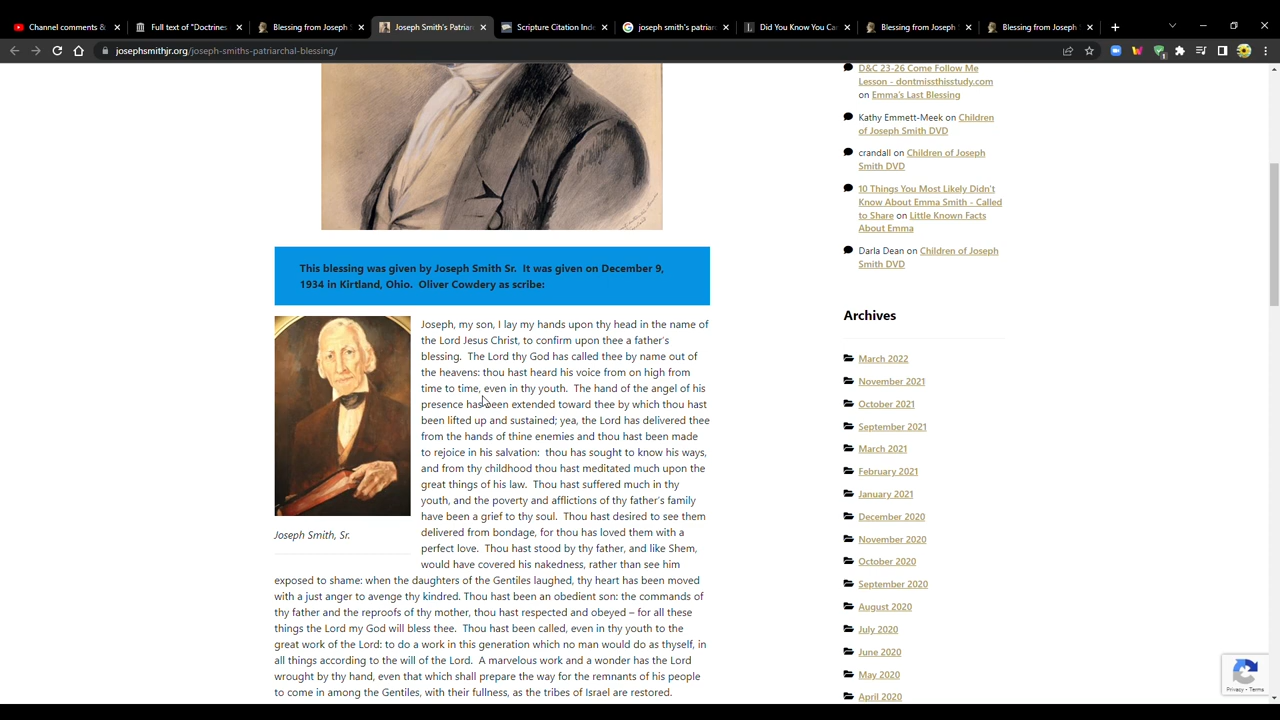 Channel comments &
Full text of "Doctrines
Blessing from Joseph S
Joseph Smith's Patriar
Scripture Citation Inde
joseph smith's patriar
Did You Know You Can
Blessing from Joseph S
Blessing from Joseph S
josephsmithjr.org/joseph-smiths-patriarchal-blessing/
This blessing was given by Joseph Smith Sr. It was given on December 9,
1934 in Kirtland, Ohio. Oliver Cowdery as scribe:
Joseph, my son, I lay my hands upon thy head in the name of
the Lord Jesus Christ, to confirm upon thee a father's
blessing. The Lord thy God has called thee by name out of
the heavens: thou hast heard his voice from on high from
time to time, even in thy youth. The hand of the angel of his
presence has been extended toward thee by which thou hast
been lifted up and sustained; yea, the Lord has delivered thee
from the hands of thine enemies and thou hast been made
to rejoice in his salvation: thou has sought to know his ways,
and from thy childhood thou hast meditated much upon the
great things of his law. Thou hast suffered much in thy
youth, and the poverty and afflictions of thy father's family
have been a grief to thy soul. Thou hast desired to see them
delivered from bondage, for thou has loved them with a
perfect love. Thou hast stood by thy father, and like Shem,
would have covered his nakedness, rather than see him
Joseph Smith, Sr.
exposed to shame: when the daughters of the Gentiles laughed, thy heart has been moved
with a just anger to avenge thy kindred. Thou hast been an obedient son: the commands of
thy father and the reproofs of thy mother, thou hast respected and obeyed – for all these
things the Lord my God will bless thee. Thou hast been called, even in thy youth to the
great work of the Lord: to do a work in this generation which no man would do as thyself, in
all things according to the will of the Lord. A marvelous work and a wonder has the Lord
wrought by thy hand, even that which shall prepare the way for the remnants of his people
to come in among the Gentiles, with their fullness, as the tribes of Israel are restored.
D&C 23-26 Come Follow Me
Lesson - dontmissthisstudy.com
on Emma's Last Blessing
Kathy Emmett-Meek on Children
of Joseph Smith DVD
crandall on Children of Joseph
Smith DVD
10 Things You Most Likely Didn't
Know About Emma Smith - Called
to Share on Little Known Facts
About Emma
Darla Dean on Children of Joseph
Smith DVD
Archives
March 2022
November 2021
October 2021
September 2021
March 2021
February 2021
January 2021
December 2020
November 2020
October 2020
September 2020
August 2020
July 2020
June 2020
May 2020
April 2020
Privacy - Terms